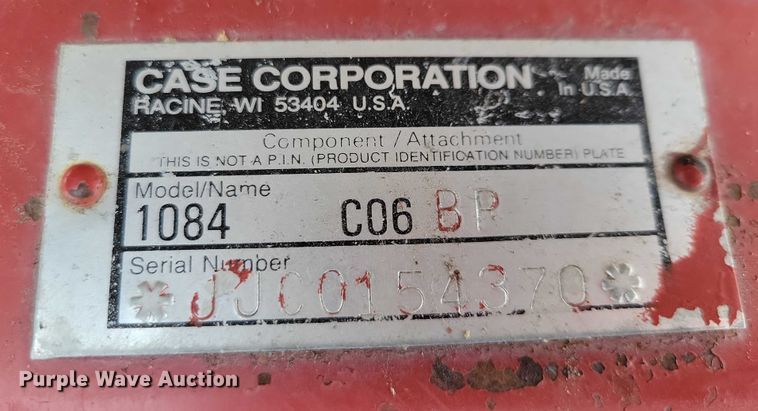 CASE CORPORATION
Made
In U.S.A.
RACINE WI 53404 U.S.A.
Component/Attachment
THIS IS NOT A P.I.N. (PRODUCT IDENTIFICATION NUMBER) PLATE
Model/Name
1084 C06 BP
Serial Number
*JJC0154370*
Purple Wave Auction